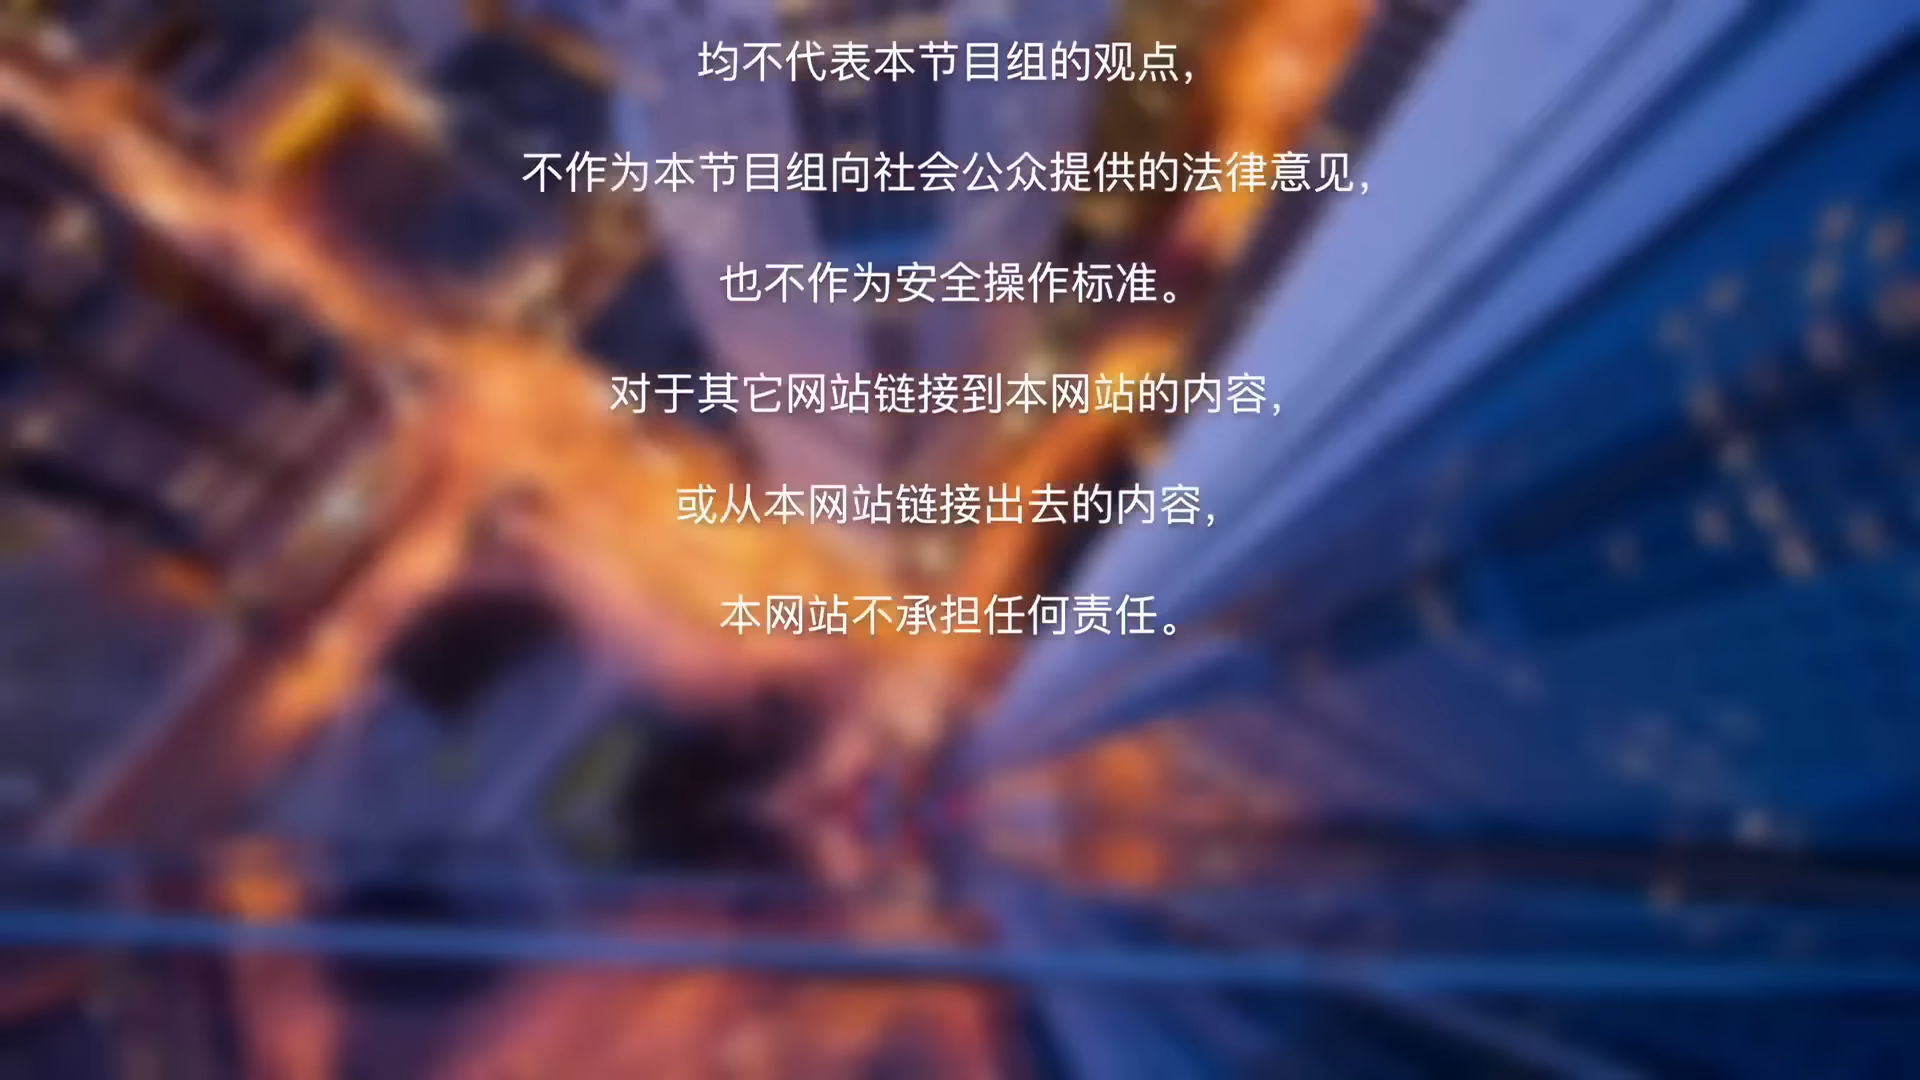 均不代表本节目组的观点，
不作为本节目组向社会公众提供的法律意见，
也不作为安全操作标准。
对于其它网站链接到本网站的内容，
或从本网站链接出去的内容，
本网站不承担任何责任。